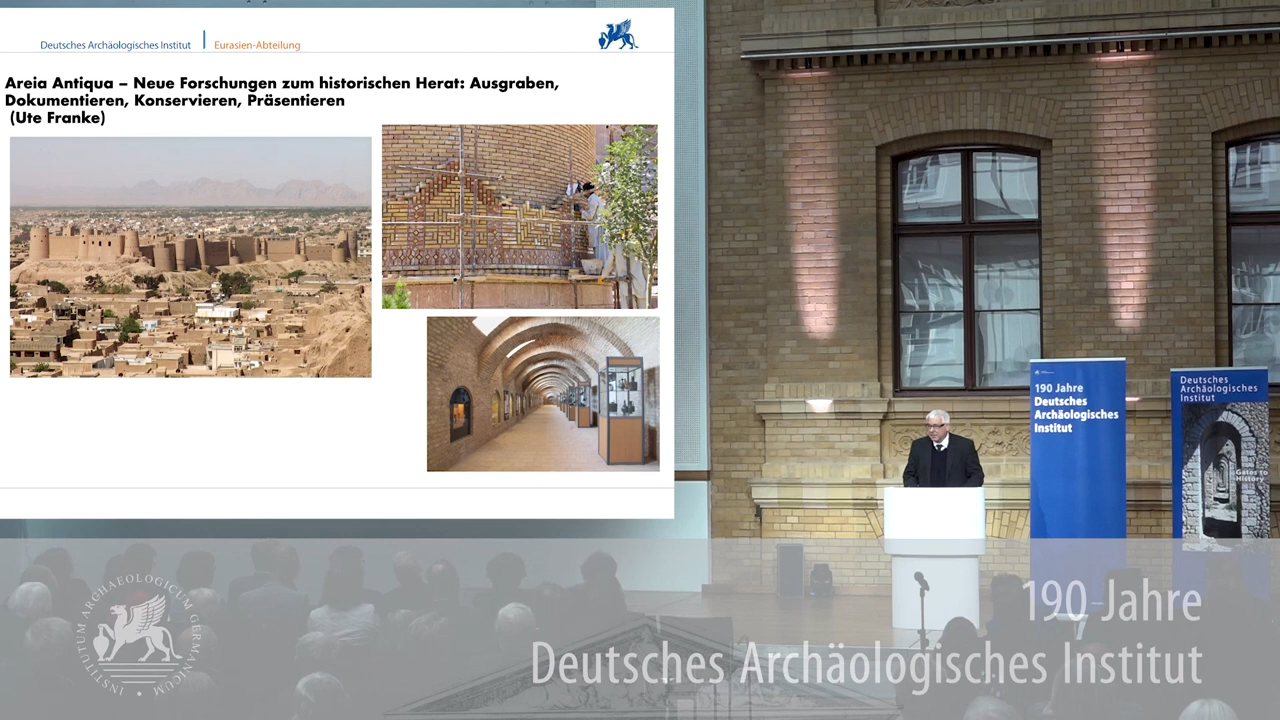 Deutsches Archäologisches Institut
Eurasien-Abteilung
Areia Antiqua – Neue Forschungen zum historischen Herat: Ausgraben,
Dokumentieren, Konservieren, Präsentieren
(Ute Franke)
190 Jahre
Deutsches
Archäologisches
Institut
Deutsches
Archäologisches
Institut
Gates to
History
INSTITUTUM ARCHAEOLOGICUM GERMANICUM
190 Jahre
Deutsches Archäologisches Institut